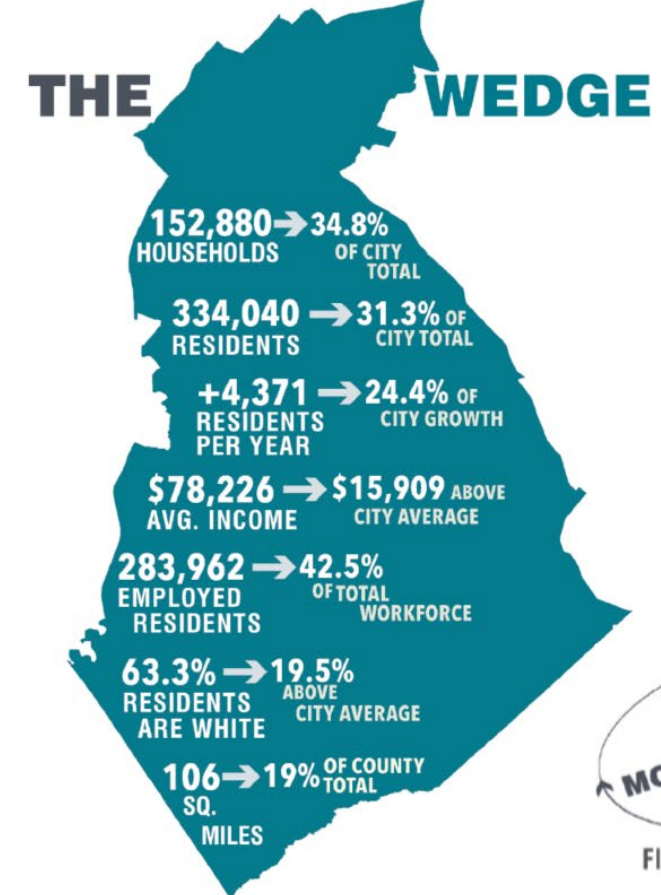 THE WEDGE
152,880 → 34.8%
HOUSEHOLDS OF CITY
TOTAL
334,040 → 31.3% OF
RESIDENTS CITY TOTAL
+4,371 → 24.4% OF
RESIDENTS CITY GROWTH
PER YEAR
$78,226 → $15,909 ABOVE
AVG. INCOME CITY AVERAGE
283,962 → 42.5%
EMPLOYED OF TOTAL
RESIDENTS WORKFORCE
63.3% → 19.5%
RESIDENTS ABOVE
ARE WHITE CITY AVERAGE
106 → 19% OF COUNTY
SQ. TOTAL
MILES